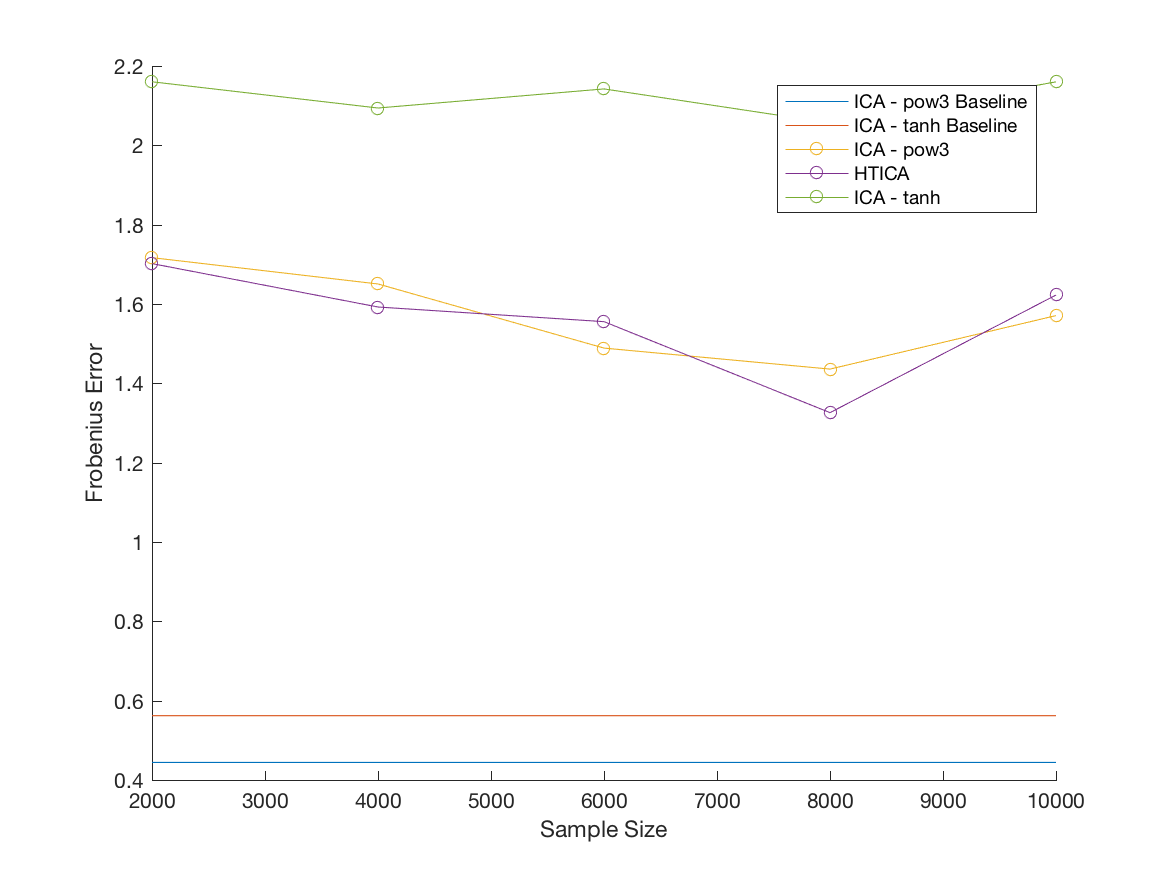 2.2
2
1.8
1.6
1.4
1.2
1
0.8
0.6
0.4
Frobenius Error
ICA - pow3 Baseline
ICA - tanh Baseline
ICA - pow3
HTICA
ICA - tanh
2000 3000 4000 5000 6000 7000 8000 9000 10000
Sample Size